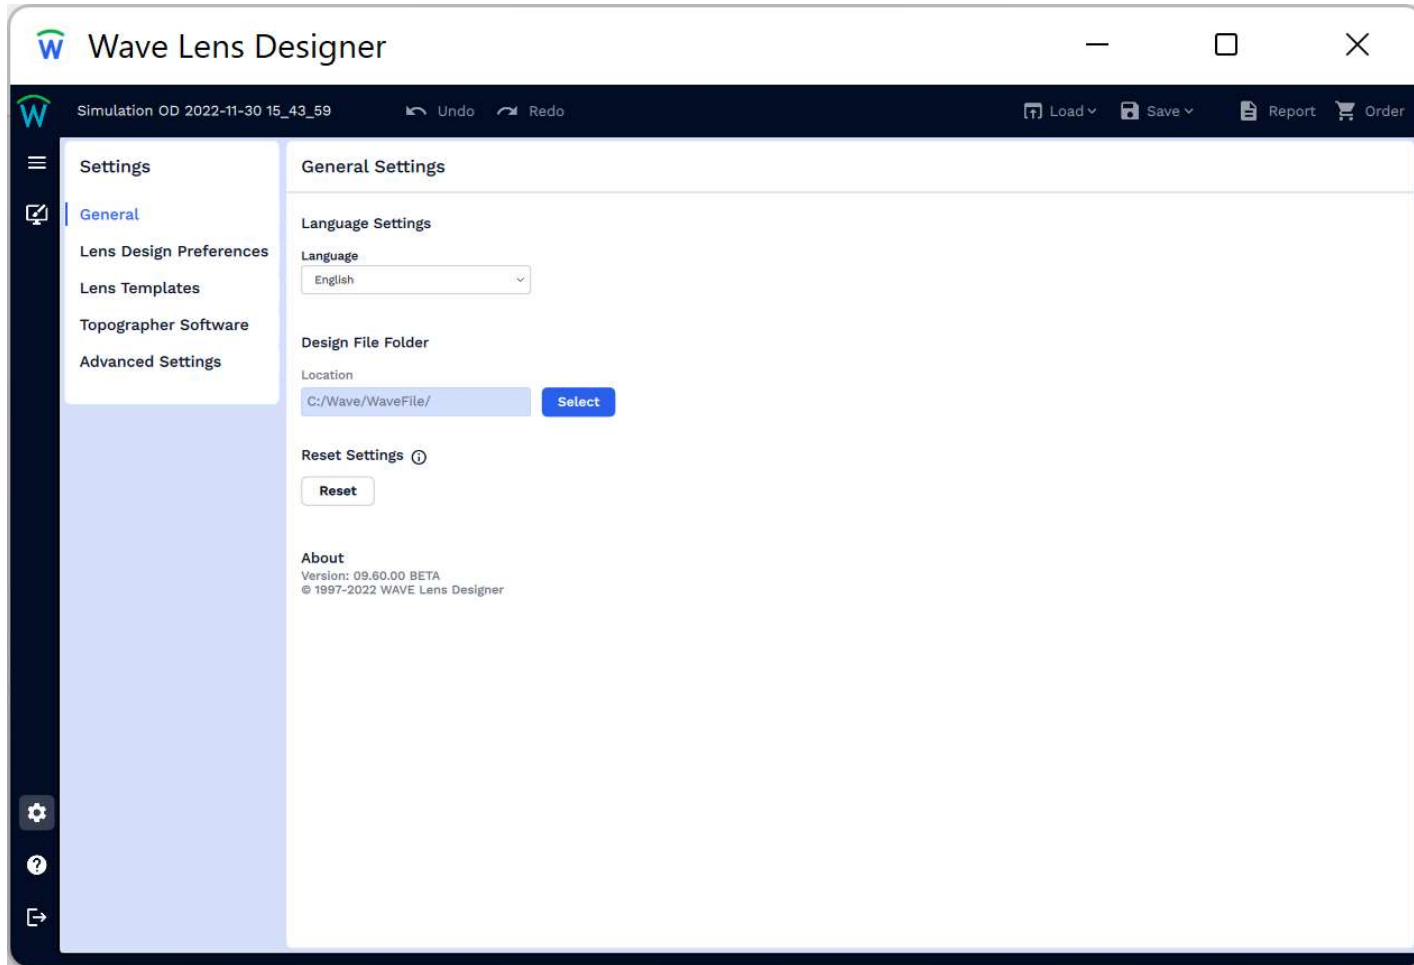 Wave Lens Designer
Simulation OD 2022-11-30 15_43_59
Undo
Redo
Load
Save
Report
Order
Settings
General
Lens Design Preferences
Lens Templates
Topographer Software
Advanced Settings
General Settings
Language Settings
Language
English
Design File Folder
Location
C:/Wave/WaveFile/
Select
Reset Settings
Reset
About
Version: 09.60.00 BETA
© 1997-2022 WAVE Lens Designer